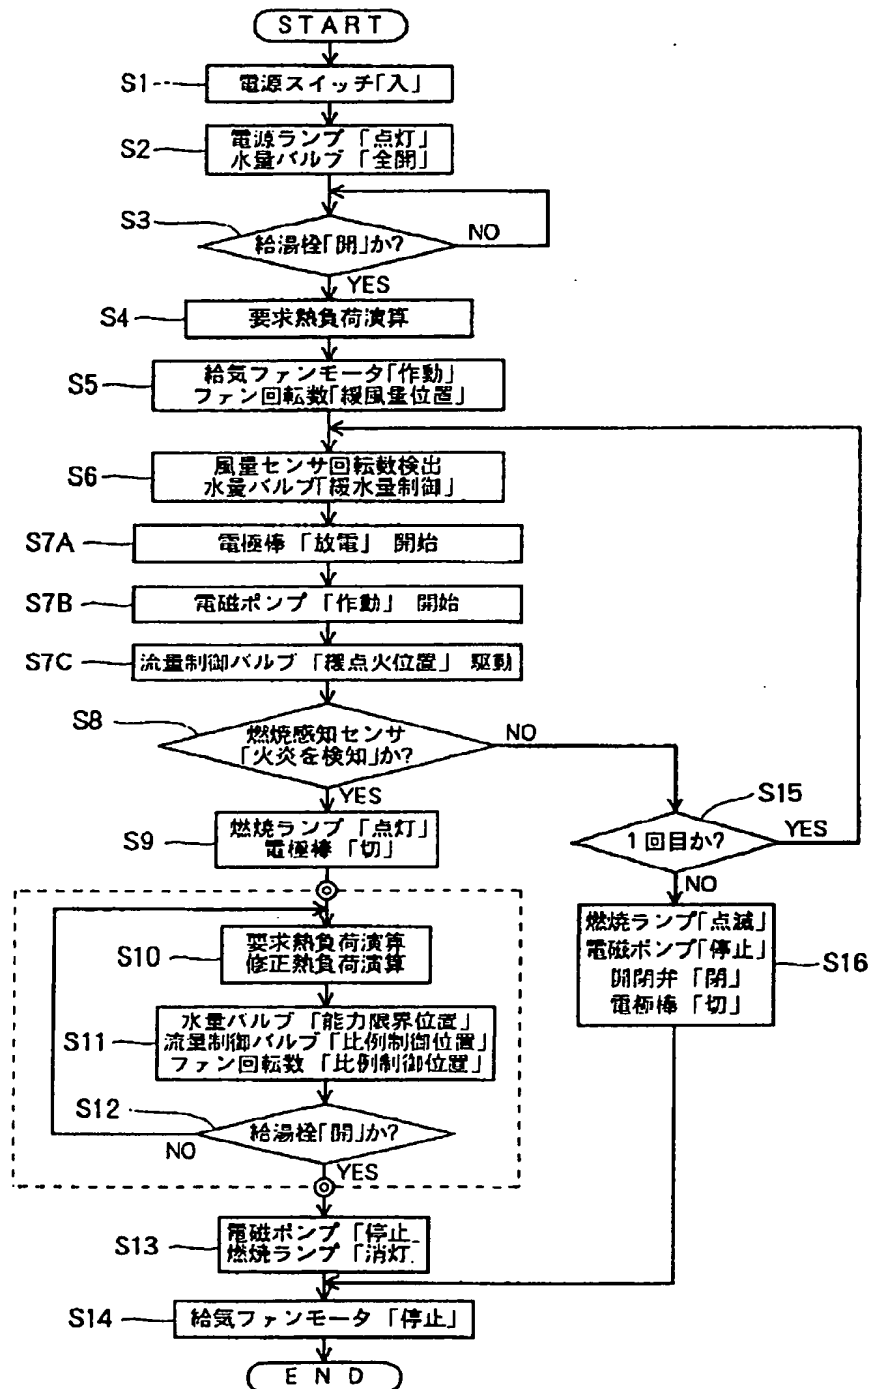 START
S1
電源スイッチ「入」
S2
電源ランプ「点灯」
水量バルブ「全開」
S3
給湯栓「開」か?
NO
YES
S4
要求熱負荷演算
S5
給気ファンモータ「作動」
ファン回転数「緩風量位置」
S6
風量センサ回転数検出
水量バルブ「緩水量制御」
S7A
電極棒「放電」 開始
S7B
電磁ポンプ「作動」 開始
S7C
流量制御バルブ「緩点火位置」 駆動
S8
燃焼感知センサ
「火炎を検知」か?
NO
YES
S15
1回目か?
YES
NO
S9
燃焼ランプ「点灯」
電極棒「切」
S16
燃焼ランプ「点滅」
電磁ポンプ「停止」
開閉弁「閉」
電極棒「切」
S10
要求熱負荷演算
修正熱負荷演算
S11
水量バルブ「能力限界位置」
流量制御バルブ「比例制御位置」
ファン回転数「比例制御位置」
S12
給湯栓「開」か?
NO
YES
S13
電磁ポンプ「停止
燃焼ランプ「消灯
S14
給気ファンモータ「停止」
END